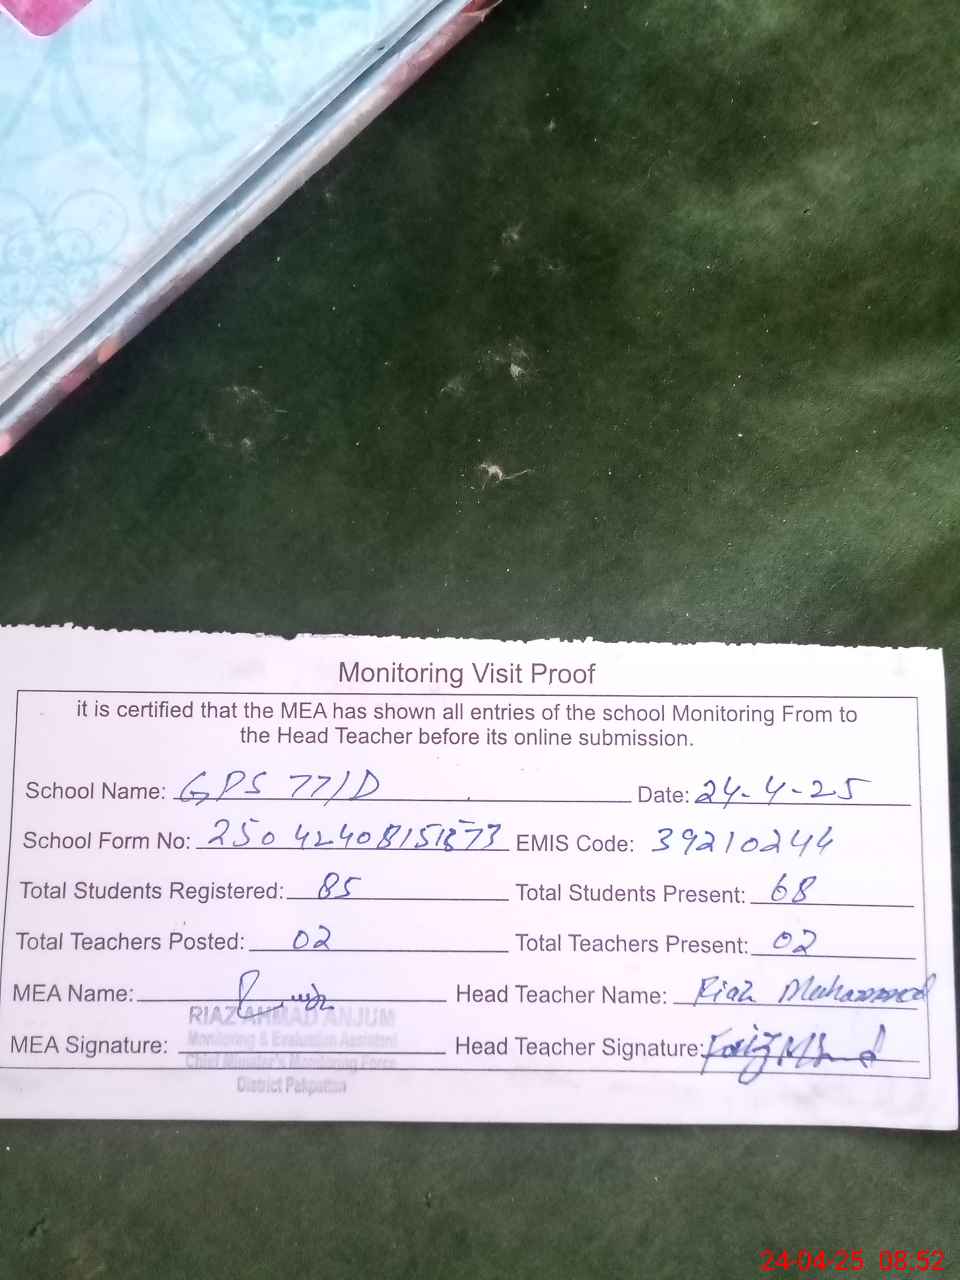 Monitoring Visit Proof
it is certified that the MEA has shown all entries of the school Monitoring From to
the Head Teacher before its online submission.
School Name: GPS 77/D Date: 24-4-25
School Form No: EMIS Code: 39210244
Total Students Registered: 85 Total Students Present: 68
Total Teachers Posted: 02 Total Teachers Present: 02
MEA Name: Head Teacher Name: Riaz Muhammad
RIAZ AHMAD ANJUM
Monitoring & Evaluation Assistant
MEA Signature: Head Teacher Signature:
Chief Minister's Monitoring Force
District Pakpattan
24-04-25 08.52